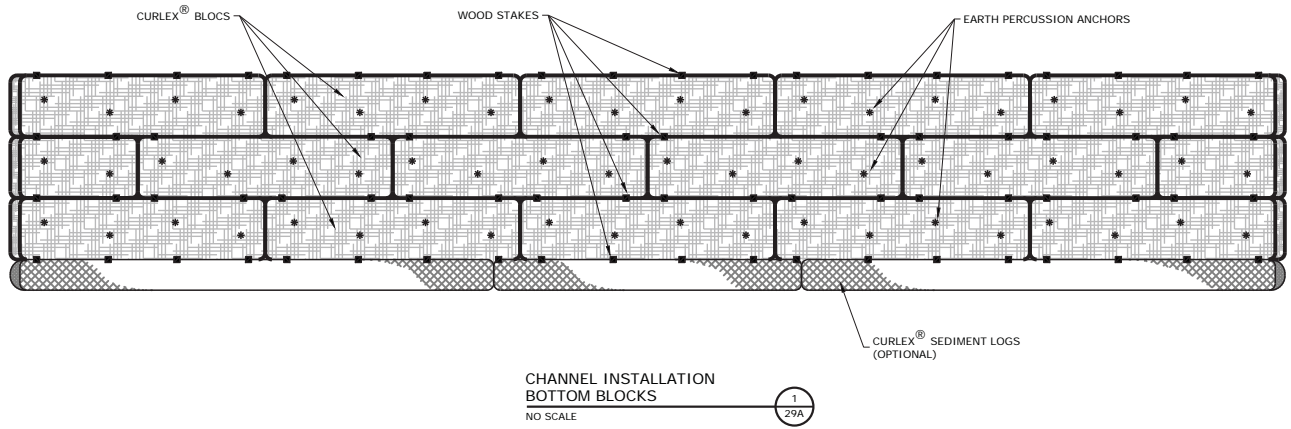 CURLEX® BLOCS
WOOD STAKES
EARTH PERCUSSION ANCHORS
CURLEX® SEDIMENT LOGS
(OPTIONAL)
CHANNEL INSTALLATION
BOTTOM BLOCKS
NO SCALE
1
29A